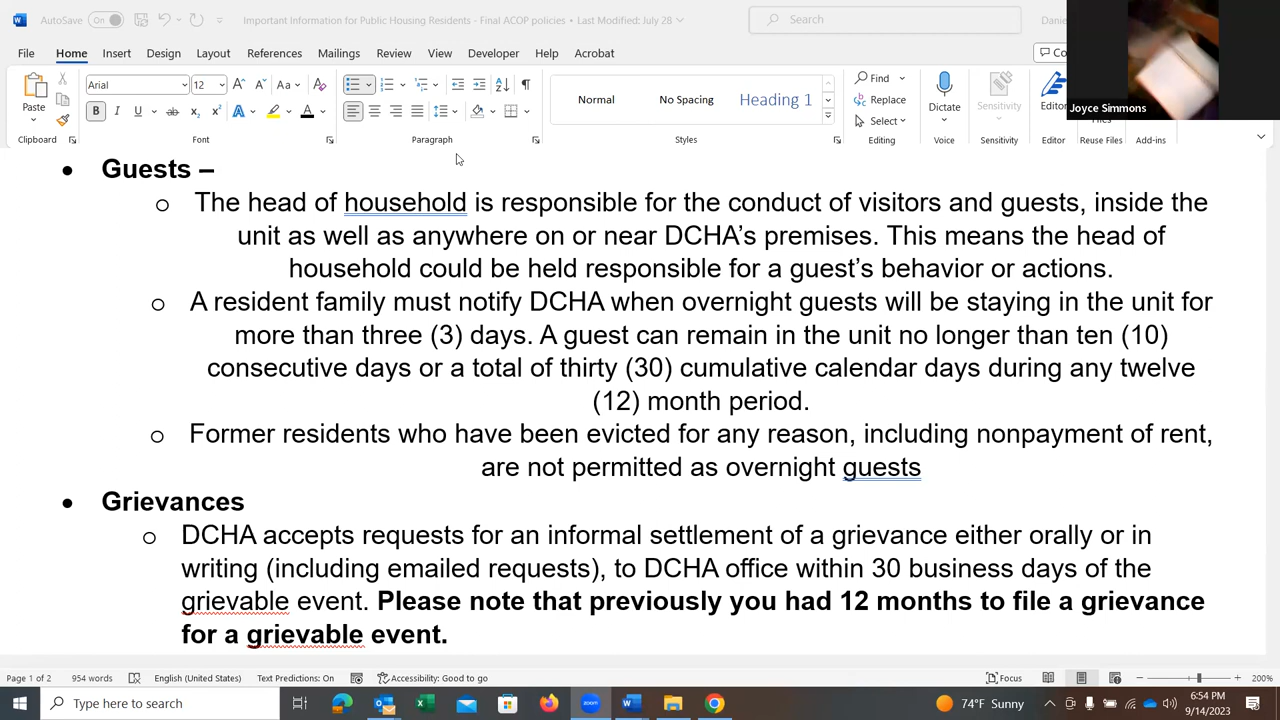 AutoSave On Important Information for Public Housing Residents - Final ACOP policies • Last Modified: July 28 Search
File Home Insert Design Layout References Mailings Review View Developer Help Acrobat
Arial 12 Aa Find
Paste Normal No Spacing Heading 1 Replace Dictate Sensitivity Editor
B I U ab x₂ x² A A Select Joyce Simmons
Files
Clipboard Font Paragraph Styles Editing Voice Sensitivity Editor Reuse Files Add-ins
• Guests –
o The head of household is responsible for the conduct of visitors and guests, inside the
unit as well as anywhere on or near DCHA's premises. This means the head of
household could be held responsible for a guest's behavior or actions.
o A resident family must notify DCHA when overnight guests will be staying in the unit for
more than three (3) days. A guest can remain in the unit no longer than ten (10)
consecutive days or a total of thirty (30) cumulative calendar days during any twelve
(12) month period.
o Former residents who have been evicted for any reason, including nonpayment of rent,
are not permitted as overnight guests
• Grievances
o DCHA accepts requests for an informal settlement of a grievance either orally or in
writing (including emailed requests), to DCHA office within 30 business days of the
grievable event. Please note that previously you had 12 months to file a grievance
for a grievable event.
Page 1 of 2 954 words English (United States) Text Predictions: On Accessibility: Good to go Focus 200%
Type here to search zoom 74°F Sunny 6:54 PM
9/14/2023